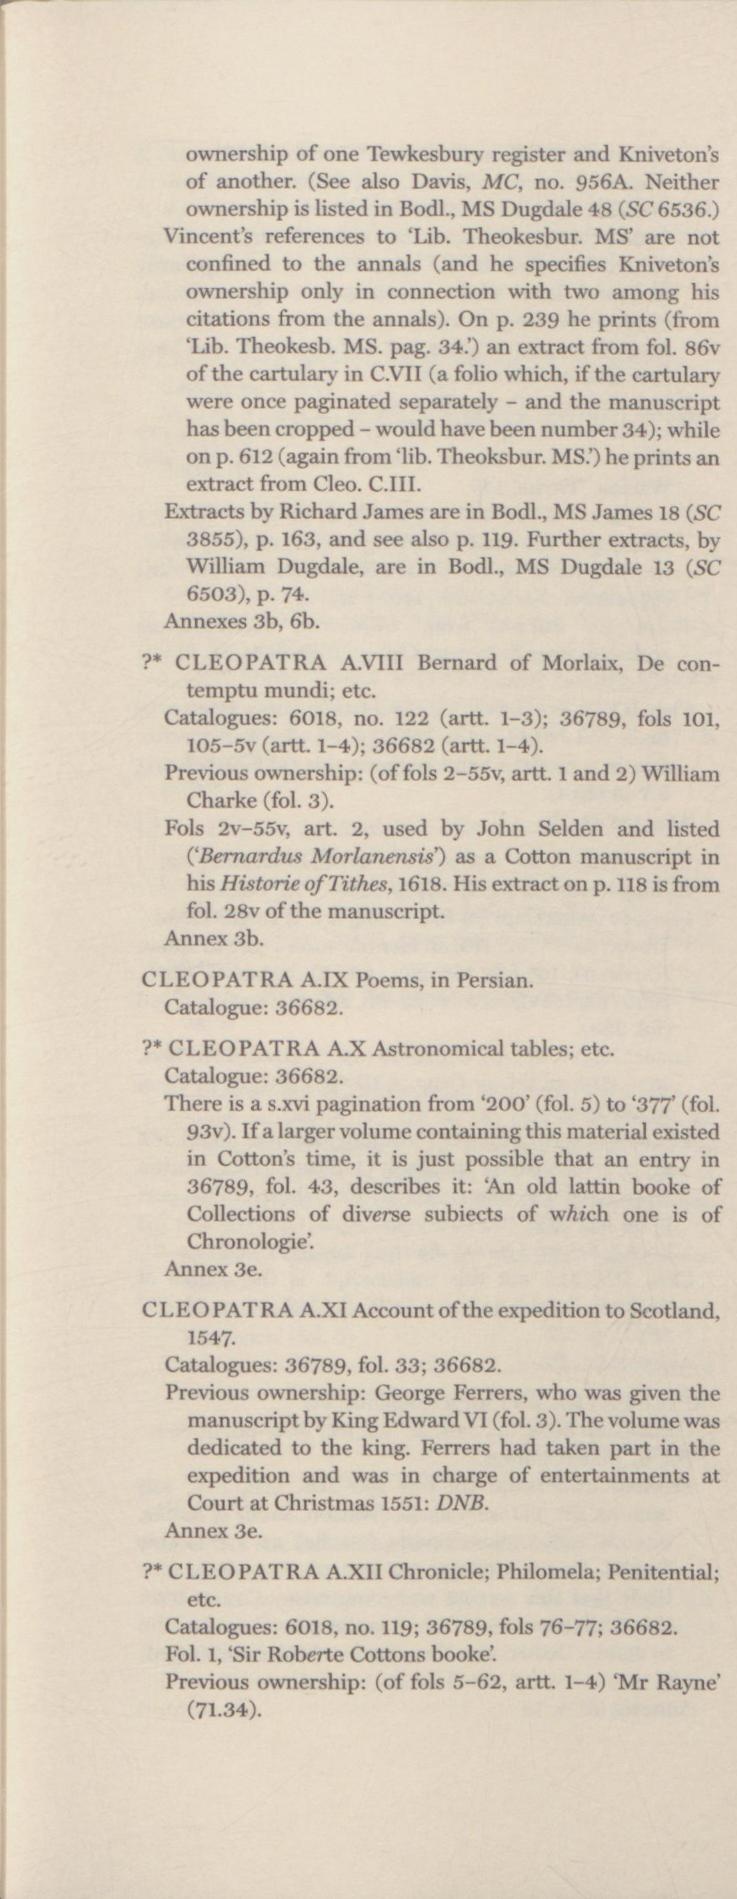 ownership of one Tewkesbury register and Kniveton's
of another. (See also Davis, MC, no. 956A. Neither
ownership is listed in Bodl., MS Dugdale 48 (SC 6536.)
Vincent's references to ‘Lib. Theokesbur. MS’ are not
confined to the annals (and he specifies Kniveton's
ownership only in connection with two among his
citations from the annals). On p. 239 he prints (from
‘Lib. Theokesb. MS. pag. 34.’) an extract from fol. 86v
of the cartulary in C.VII (a folio which, if the cartulary
were once paginated separately – and the manuscript
has been cropped – would have been number 34); while
on p. 612 (again from ‘lib. Theoksbur. MS.’) he prints an
extract from Cleo. C.III.
Extracts by Richard James are in Bodl., MS James 18 (SC
3855), p. 163, and see also p. 119. Further extracts, by
William Dugdale, are in Bodl., MS Dugdale 13 (SC
6503), p. 74.
Annexes 3b, 6b.
?* CLEOPATRA A.VIII Bernard of Morlaix, De con-
temptu mundi; etc.
Catalogues: 6018, no. 122 (artt. 1–3); 36789, fols 101,
105–5v (artt. 1–4); 36682 (artt. 1–4).
Previous ownership: (of fols 2–55v, artt. 1 and 2) William
Charke (fol. 3).
Fols 2v–55v, art. 2, used by John Selden and listed
(‘Bernardus Morlanensis’) as a Cotton manuscript in
his Historie of Tithes, 1618. His extract on p. 118 is from
fol. 28v of the manuscript.
Annex 3b.
CLEOPATRA A.IX Poems, in Persian.
Catalogue: 36682.
?* CLEOPATRA A.X Astronomical tables; etc.
Catalogue: 36682.
There is a s.xvi pagination from ‘200’ (fol. 5) to ‘377’ (fol.
93v). If a larger volume containing this material existed
in Cotton's time, it is just possible that an entry in
36789, fol. 43, describes it: ‘An old lattin booke of
Collections of diverse subiects of which one is of
Chronologie’.
Annex 3e.
CLEOPATRA A.XI Account of the expedition to Scotland,
1547.
Catalogues: 36789, fol. 33; 36682.
Previous ownership: George Ferrers, who was given the
manuscript by King Edward VI (fol. 3). The volume was
dedicated to the king. Ferrers had taken part in the
expedition and was in charge of entertainments at
Court at Christmas 1551: DNB.
Annex 3e.
?* CLEOPATRA A.XII Chronicle; Philomela; Penitential;
etc.
Catalogues: 6018, no. 119; 36789, fols 76–77; 36682.
Fol. 1, ‘Sir Roberte Cottons booke’.
Previous ownership: (of fols 5–62, artt. 1–4) ‘Mr Rayne’
(71.34).